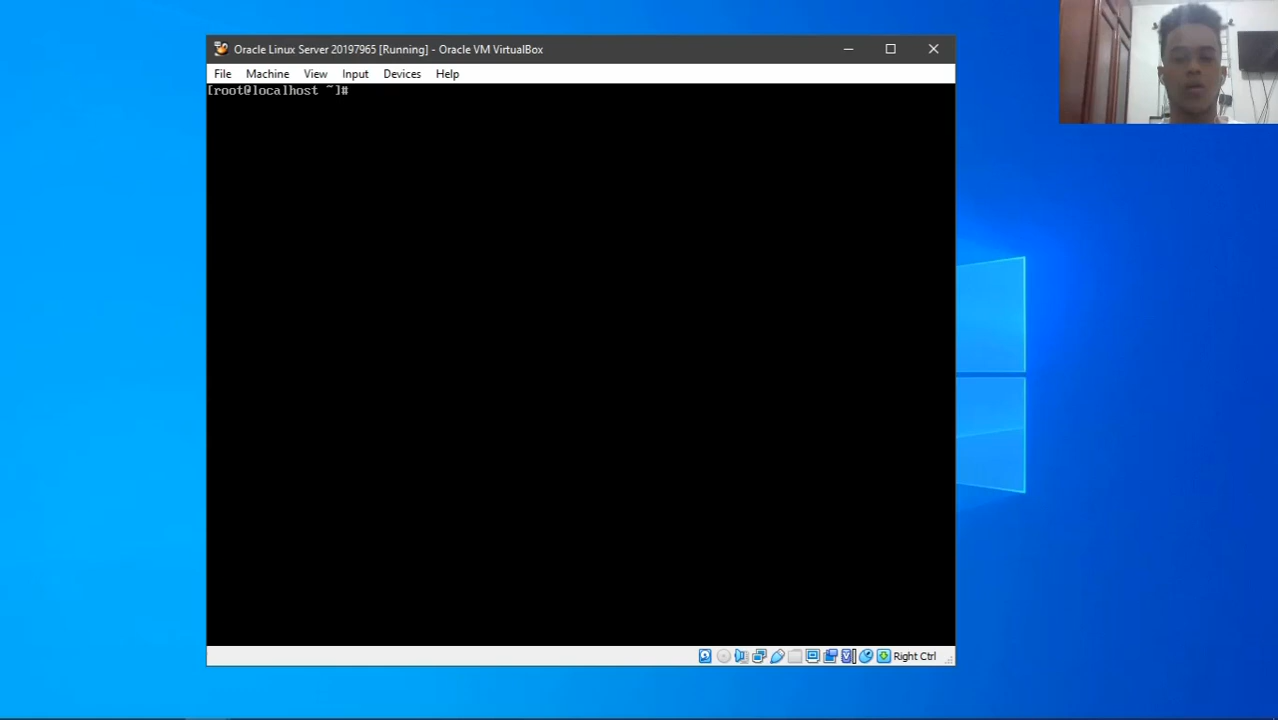 Oracle Linux Server 20197965 [Running] - Oracle VM VirtualBox
File Machine View Input Devices Help
[root@localhost ~]#
Right Ctrl